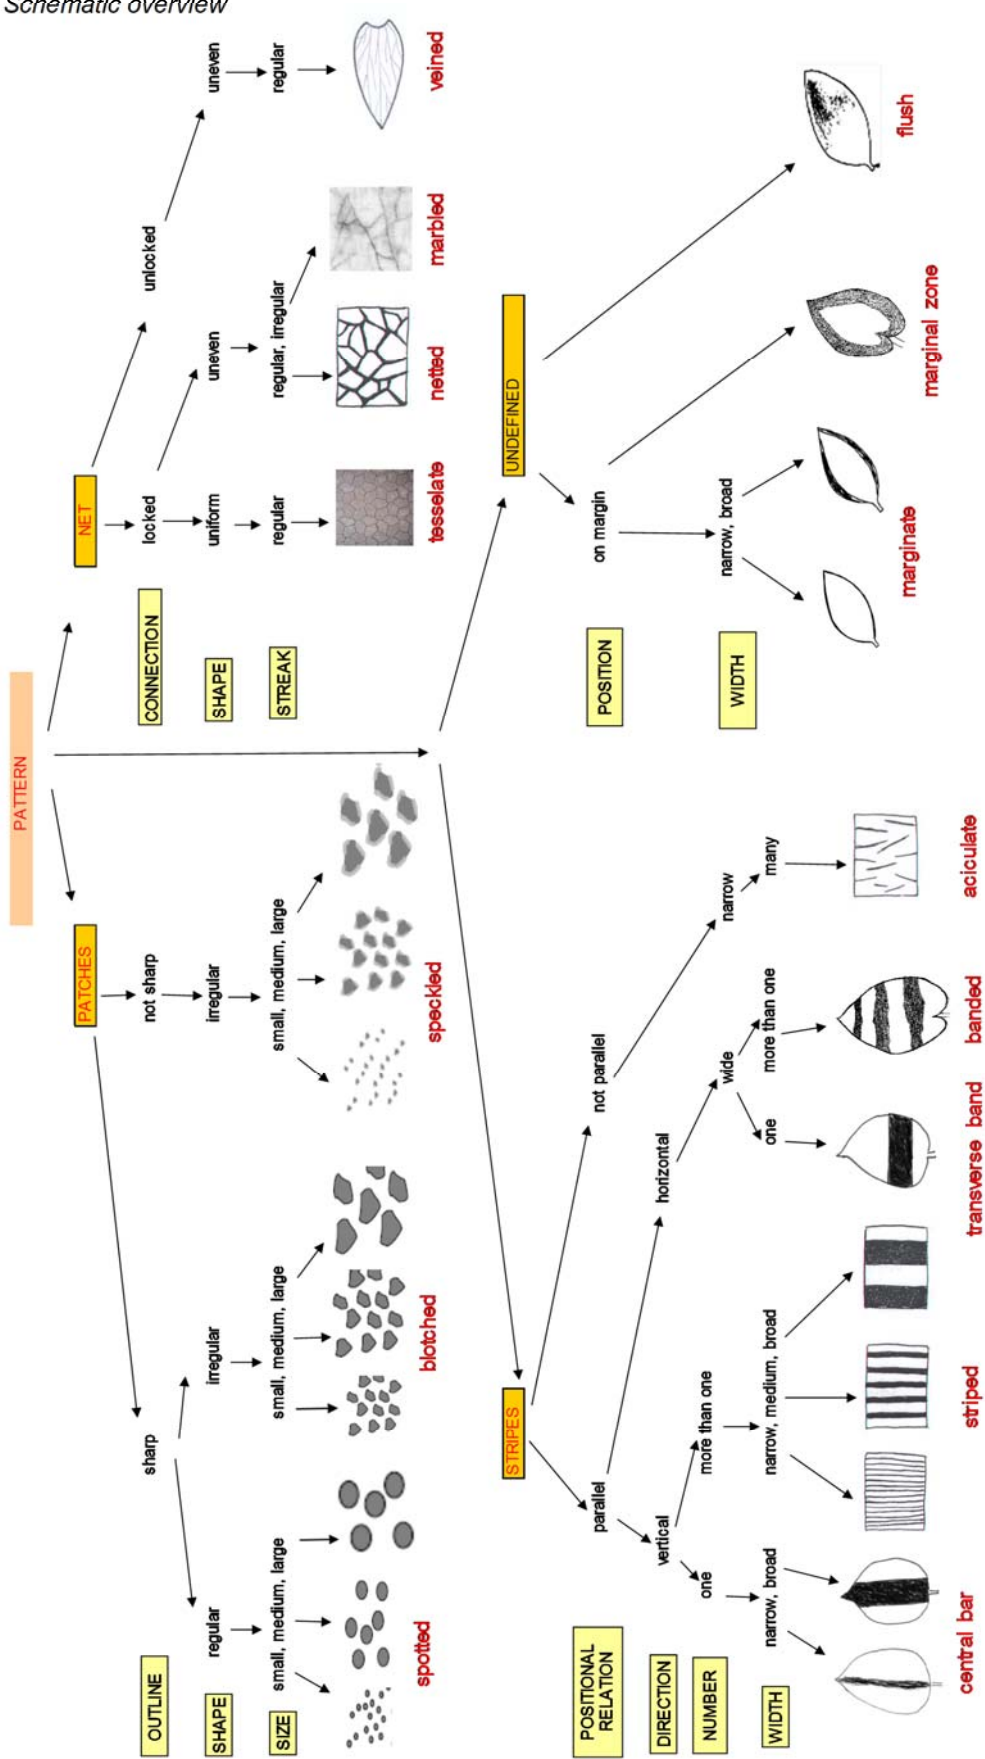 Schematic overview
PATTERN
PATCHES
NET
OUTLINE
sharp
not sharp
CONNECTION
locked
unlocked
SHAPE
regular
irregular
irregular
SHAPE
uniform
uneven
uneven
SIZE
small, medium, large
small, medium, large
small, medium, large
STREAK
regular
regular, irregular
regular
spotted
blotched
speckled
tesselate
netted
marbled
veined
STRIPES
UNDEFINED
POSITIONAL
RELATION
parallel
not parallel
POSITION
on margin
DIRECTION
vertical
horizontal
NUMBER
one
more than one
wide
narrow
WIDTH
narrow, broad
WIDTH
narrow, broad
narrow, medium, broad
one
more than one
many
central bar
striped
transverse band
banded
aciculate
marginate
marginal zone
flush